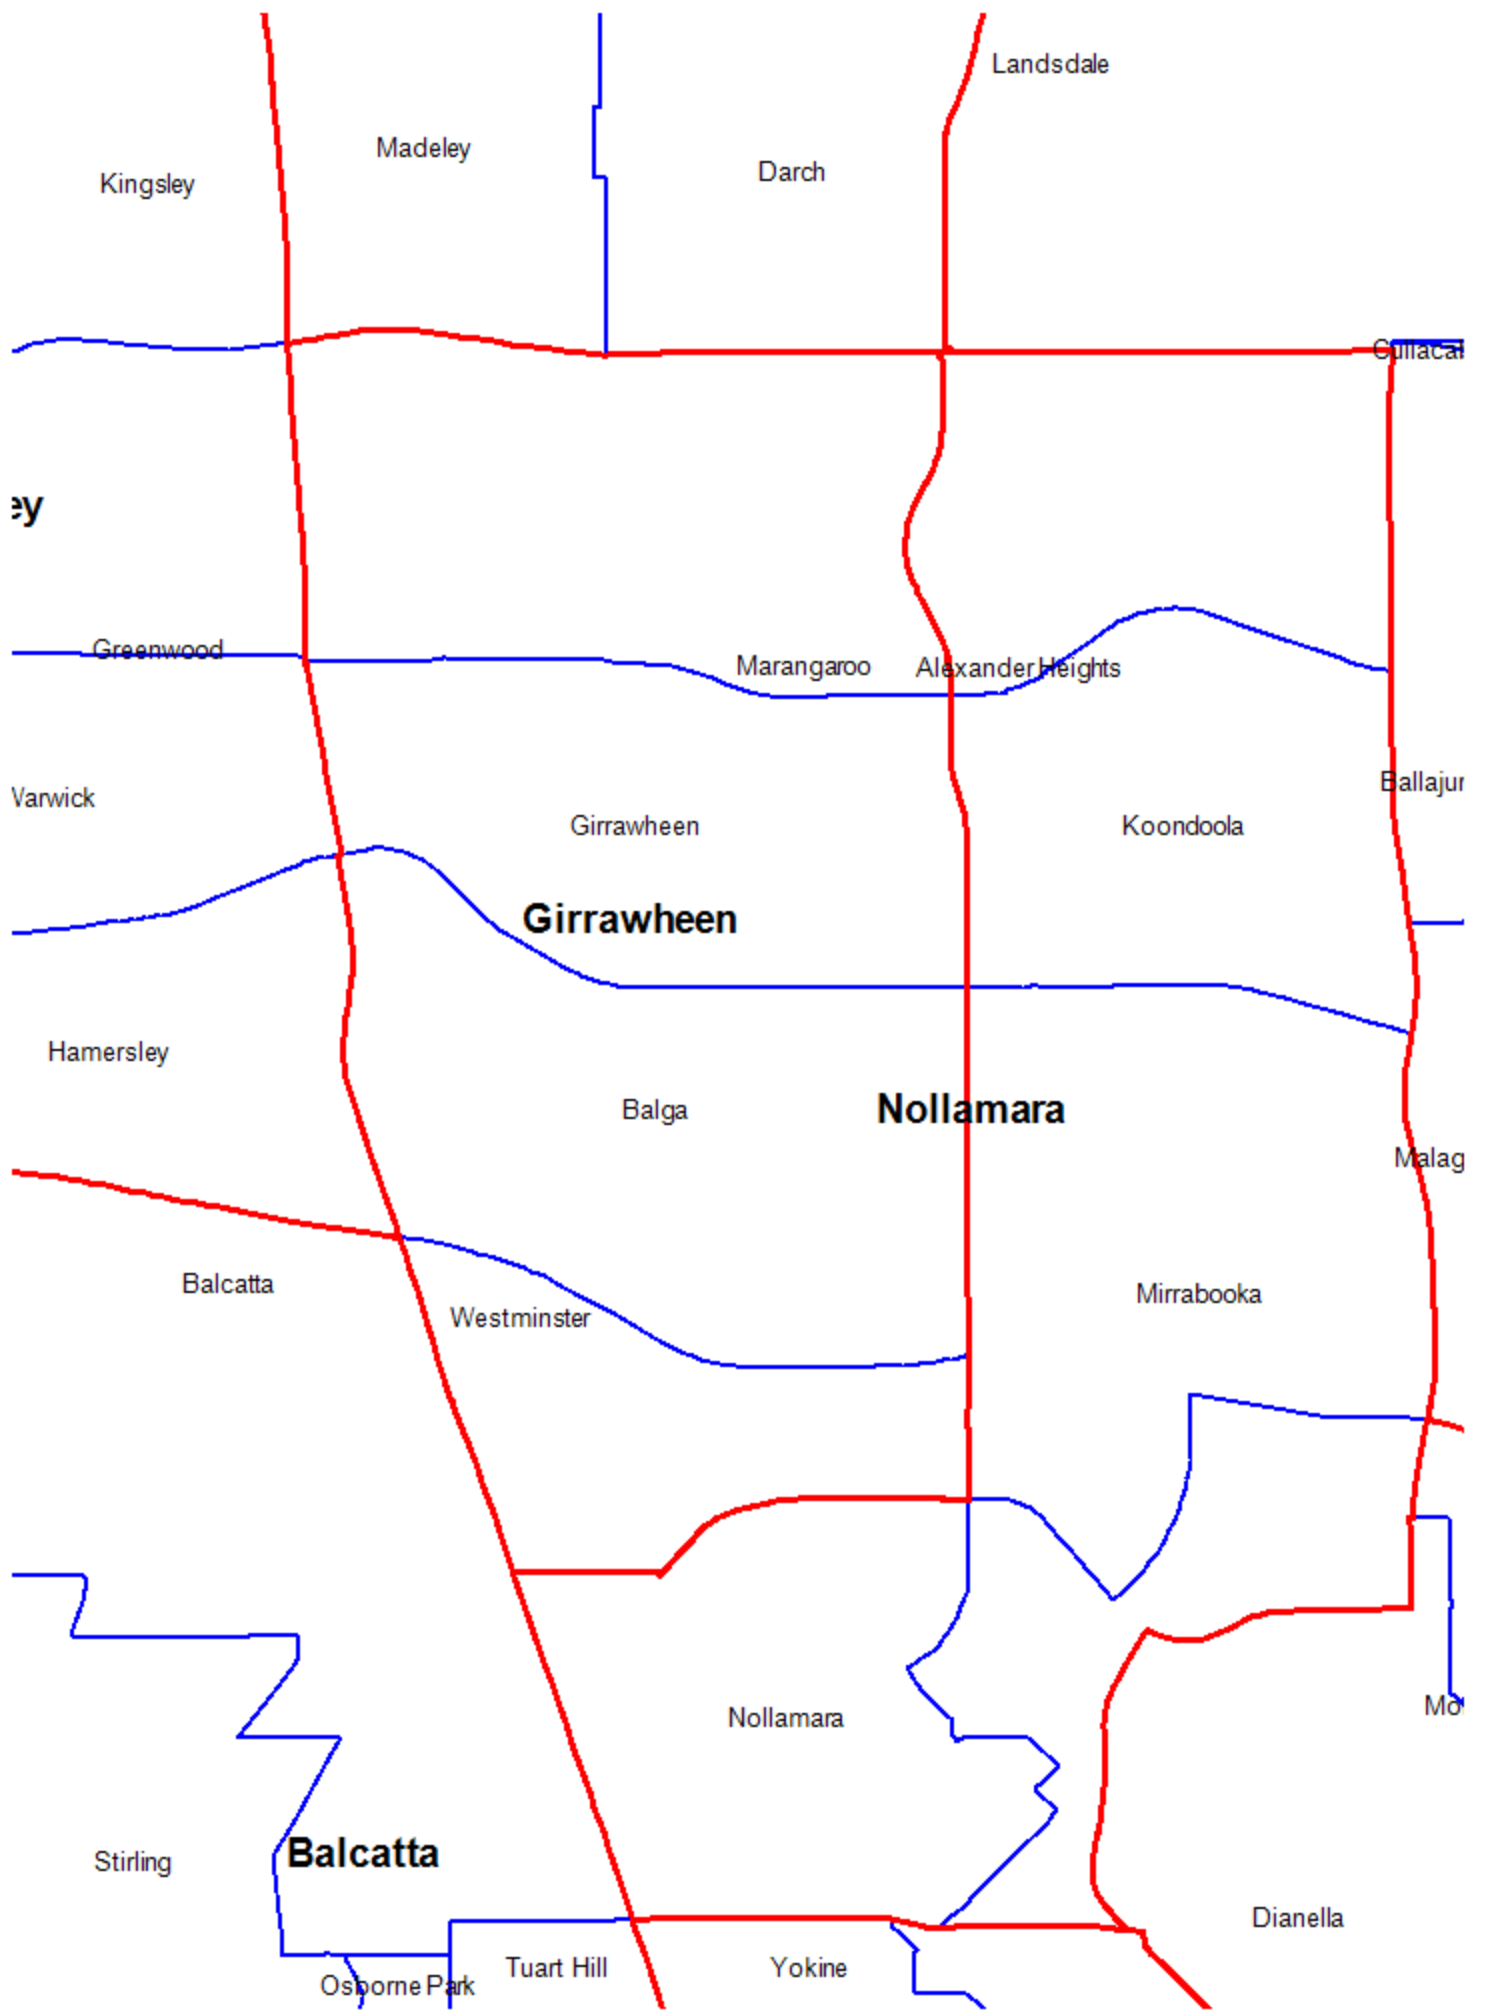 Landsdale
Madeley
Darch
Kingsley
Cullacal
ey
Greenwood
Marangaroo
Alexander Heights
Ballajur
Warwick
Girrawheen
Koondoola
Girrawheen
Hamersley
Balga
Nollamara
Malag
Balcatta
Mirrabooka
Westminster
Mo
Nollamara
Balcatta
Stirling
Dianella
Tuart Hill
Yokine
Osborne Park